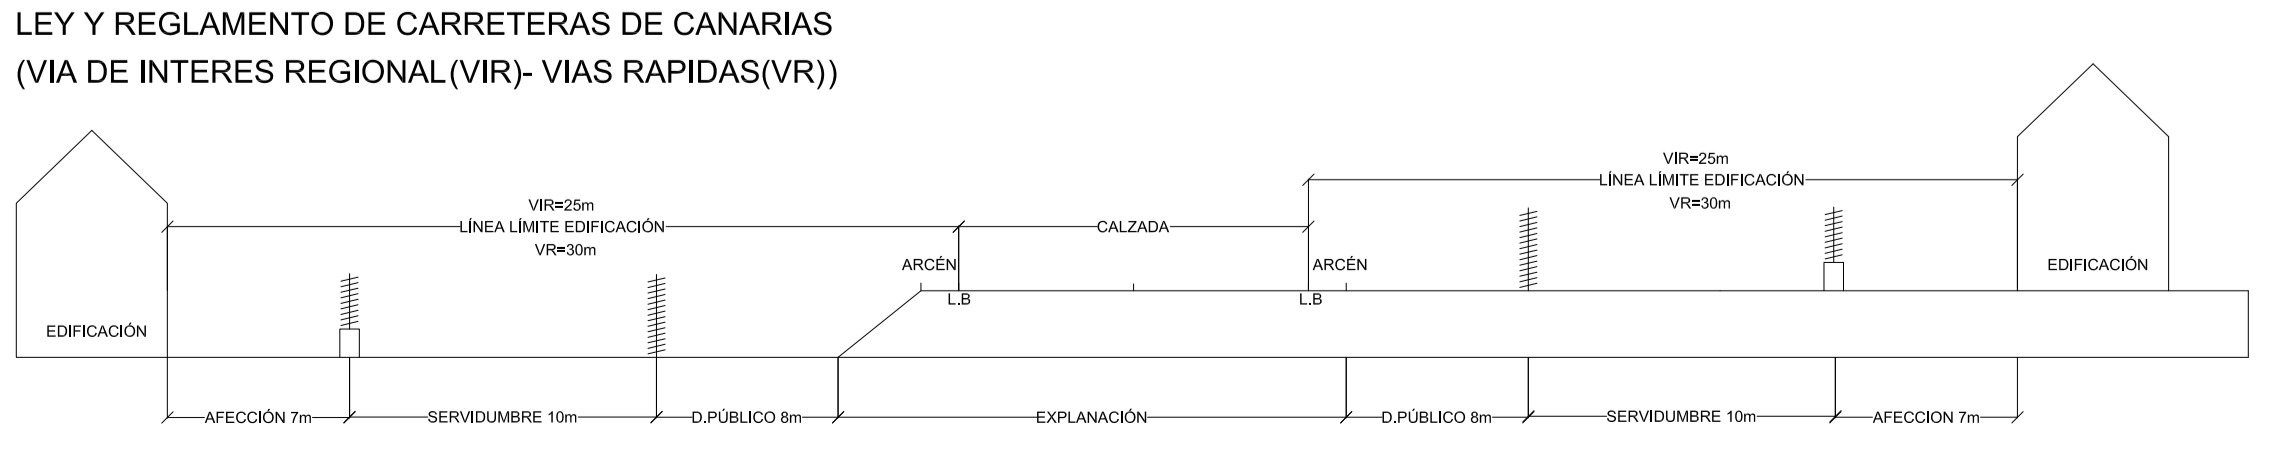 LEY Y REGLAMENTO DE CARRETERAS DE CANARIAS
(VIA DE INTERES REGIONAL(VIR)- VIAS RAPIDAS(VR))
VIR=25m
LÍNEA LÍMITE EDIFICACIÓN
VR=30m
VIR=25m
LÍNEA LÍMITE EDIFICACIÓN
VR=30m
CALZADA
ARCÉN
ARCÉN
L.B
L.B
EDIFICACIÓN
EDIFICACIÓN
AFECCIÓN 7m
SERVIDUMBRE 10m
D.PÚBLICO 8m
EXPLANACIÓN
D.PÚBLICO 8m
SERVIDUMBRE 10m
AFECCION 7m